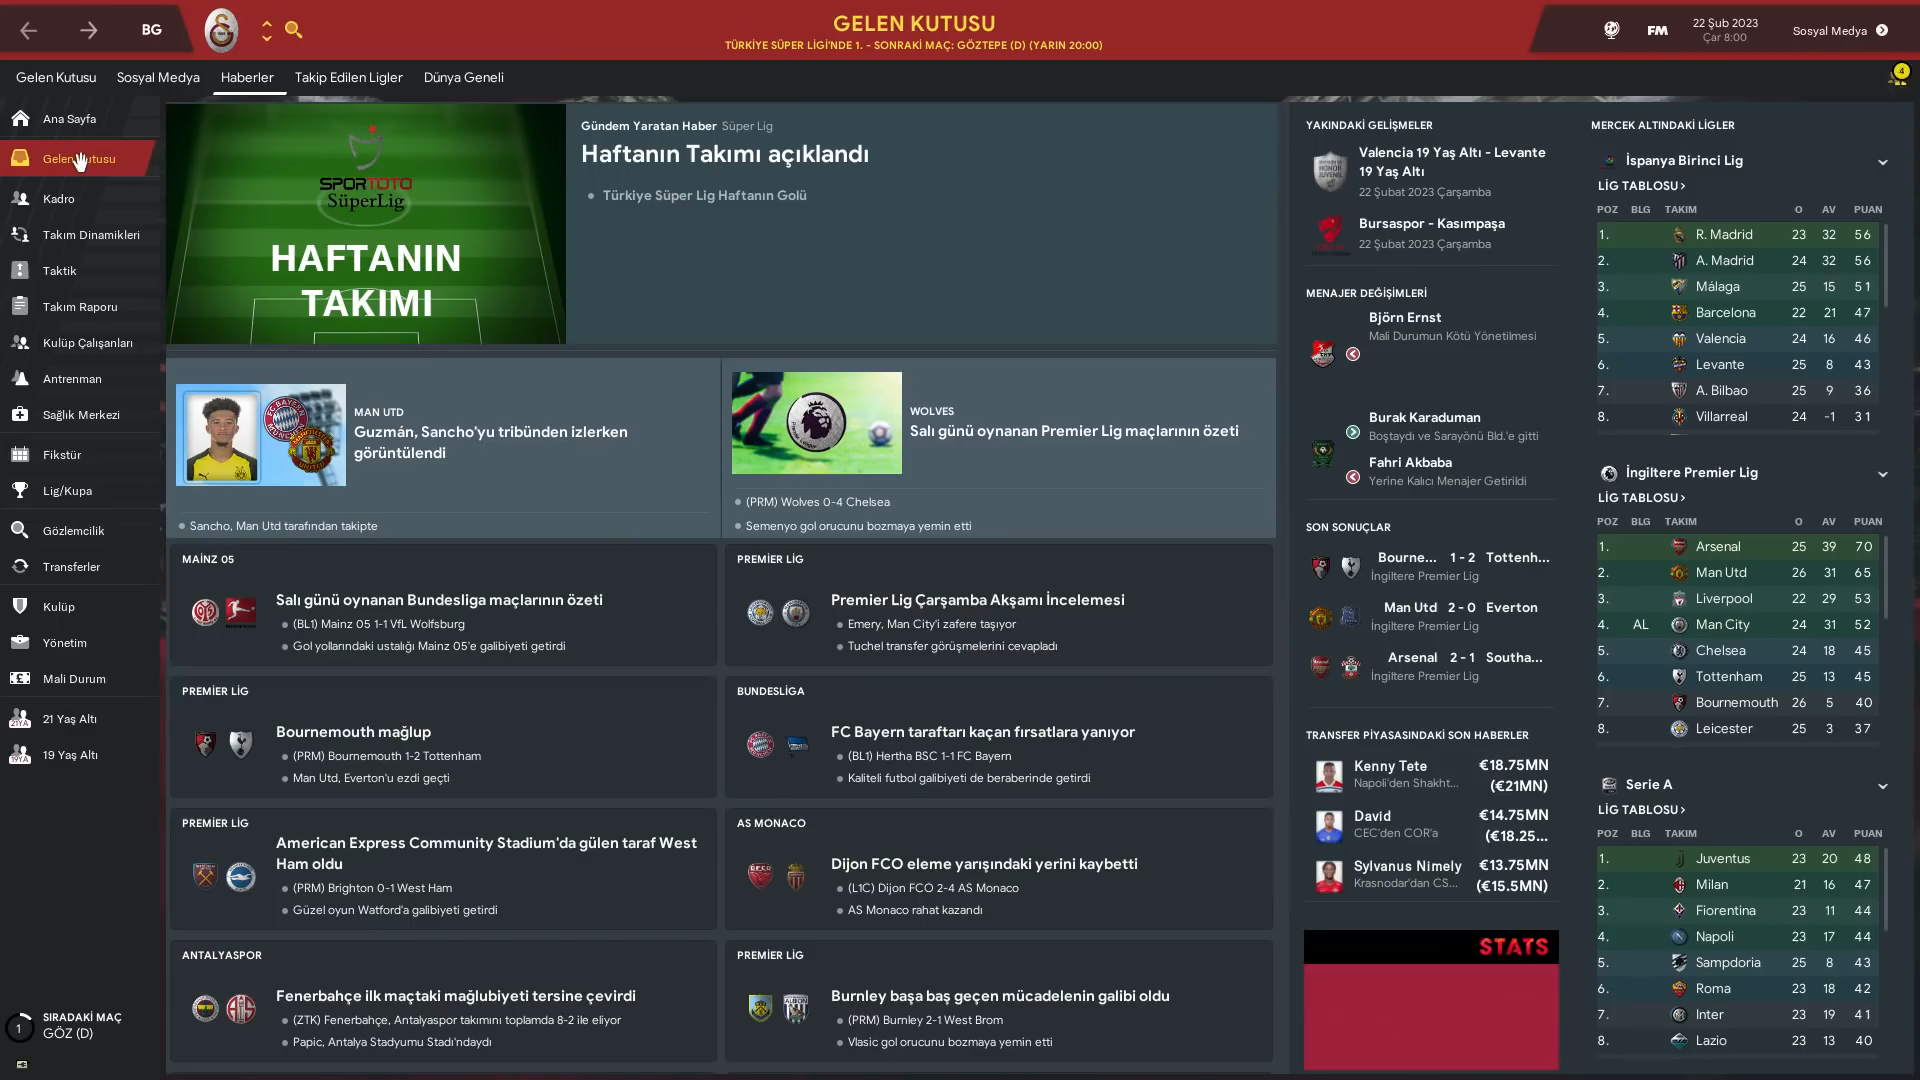 BG
GELEN KUTUSU
TÜRKİYE SÜPER LİGİ'NDE 1. - SONRAKİ MAÇ: GÖZTEPE (D) (YARIN 20:00)
FM
22 Şub 2023
Çar 8:00
Sosyal Medya
Gelen Kutusu
Sosyal Medya
Haberler
Takip Edilen Ligler
Dünya Geneli
4
Ana Sayfa
Gelen Kutusu
Kadro
Takım Dinamikleri
Taktik
Takım Raporu
Kulüp Çalışanları
Antrenman
Sağlık Merkezi
Fikstür
Lig/Kupa
Gözlemcilik
Transferler
Kulüp
Yönetim
Mali Durum
21YA
21 Yaş Altı
19YA
19 Yaş Altı
1
SIRADAKİ MAÇ
GÖZ (D)
SPORTOTO
SüperLig
HAFTANIN
TAKIMI
Gündem Yaratan Haber Süper Lig
Haftanın Takımı açıklandı
Türkiye Süper Lig Haftanın Golü
MAN UTD
Guzmán, Sancho'yu tribünden izlerken
görüntülendi
Sancho, Man Utd tarafından takipte
WOLVES
Salı günü oynanan Premier Lig maçlarının özeti
(PRM) Wolves 0-4 Chelsea
Semenyo gol orucunu bozmaya yemin etti
MAİNZ 05
Salı günü oynanan Bundesliga maçlarının özeti
(BL1) Mainz 05 1-1 VfL Wolfsburg
Gol yollarındaki ustalığı Mainz 05'e galibiyeti getirdi
PREMİER LİG
Premier Lig Çarşamba Akşamı İncelemesi
Emery, Man City'i zafere taşıyor
Tuchel transfer görüşmelerini cevapladı
PREMİER LİG
Bournemouth mağlup
(PRM) Bournemouth 1-2 Tottenham
Man Utd, Everton'u ezdi geçti
BUNDESLİGA
FC Bayern taraftarı kaçan fırsatlara yanıyor
(BL1) Hertha BSC 1-1 FC Bayern
Kaliteli futbol galibiyeti de beraberinde getirdi
PREMİER LİG
American Express Community Stadium'da gülen taraf West
Ham oldu
(PRM) Brighton 0-1 West Ham
Güzel oyun Watford'a galibiyeti getirdi
AS MONACO
Dijon FCO eleme yarışındaki yerini kaybetti
(L1C) Dijon FCO 2-4 AS Monaco
AS Monaco rahat kazandı
ANTALYASPOR
Fenerbahçe ilk maçtaki mağlubiyeti tersine çevirdi
(ZTK) Fenerbahçe, Antalyaspor takımını toplamda 8-2 ile eliyor
Papic, Antalya Stadyumu Stadı'ndaydı
PREMİER LİG
Burnley başa baş geçen mücadelenin galibi oldu
(PRM) Burnley 2-1 West Brom
Vlasic gol orucunu bozmaya yemin etti
YAKINDAKİ GELİŞMELER
Valencia 19 Yaş Altı - Levante
19 Yaş Altı
22 Şubat 2023 Çarşamba
Bursaspor - Kasımpaşa
22 Şubat 2023 Çarşamba
MENAJER DEĞİŞİMLERİ
Björn Ernst
Mali Durumun Kötü Yönetilmesi
Burak Karaduman
Boştaydı ve Sarayönü Bld.'e gitti
Fahri Akbaba
Yerine Kalıcı Menajer Getirildi
SON SONUÇLAR
Bourne... 1 - 2 Tottenh...
İngiltere Premier Lig
Man Utd 2 - 0 Everton
İngiltere Premier Lig
Arsenal 2 - 1 Southa...
İngiltere Premier Lig
TRANSFER PİYASASINDAKİ SON HABERLER
Kenny Tete €18.75MN
Napoli'den Shakht... (€21MN)
David €14.75MN
CEC'den COR'a (€18.25...
Sylvanus Nimely €13.75MN
Krasnodar'dan CS... (€15.5MN)
STATS
MERCEK ALTINDAKİ LİGLER
İspanya Birinci Lig
LİG TABLOSU>
POZ BLG TAKIM O AV PUAN
1. R. Madrid 23 32 56
2. A. Madrid 24 32 56
3. Málaga 25 15 51
4. Barcelona 22 21 47
5. Valencia 24 16 46
6. Levante 25 8 43
7. A. Bilbao 25 9 36
8. Villarreal 24 -1 31
İngiltere Premier Lig
LİG TABLOSU>
POZ BLG TAKIM O AV PUAN
1. Arsenal 25 39 70
2. Man Utd 26 31 65
3. Liverpool 22 29 53
4. AL Man City 24 31 52
5. Chelsea 24 18 45
6. Tottenham 25 13 45
7. Bournemouth 26 5 40
8. Leicester 25 3 37
Serie A
LİG TABLOSU>
POZ BLG TAKIM O AV PUAN
1. Juventus 23 20 48
2. Milan 21 16 47
3. Fiorentina 23 11 44
4. Napoli 23 17 44
5. Sampdoria 25 8 43
6. Roma 23 18 42
7. Inter 23 19 41
8. Lazio 23 13 40